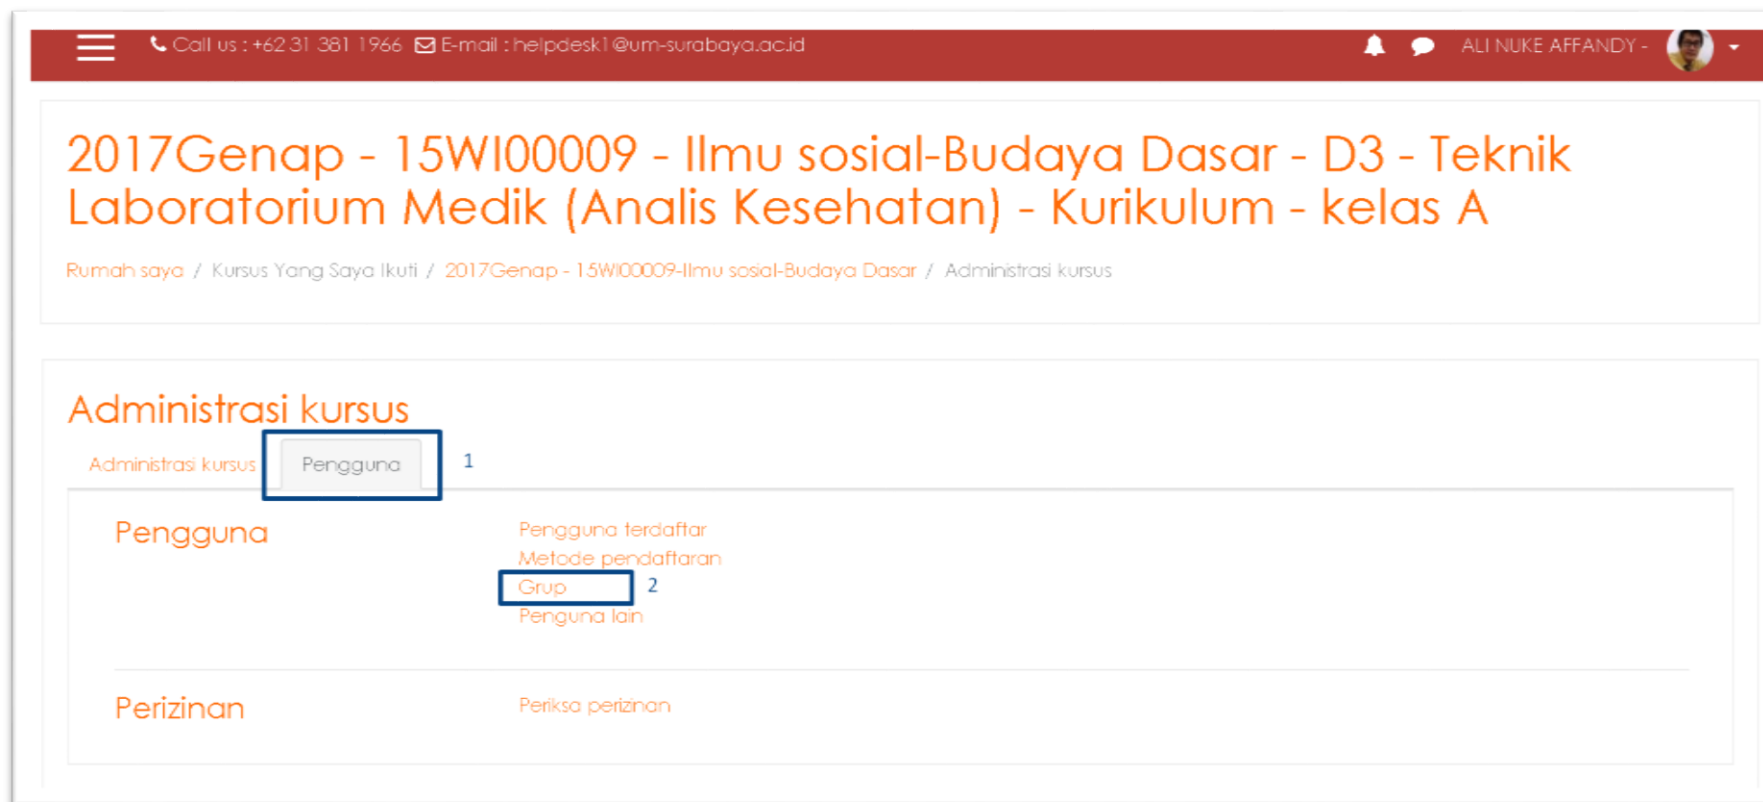 Call us : +62 31 381 1966 E-mail : helpdesk1@um-surabaya.ac.id ALI NUKE AFFANDY -
2017Genap - 15WI00009 - Ilmu sosial-Budaya Dasar - D3 - Teknik
Laboratorium Medik (Analis Kesehatan) - Kurikulum - kelas A
Rumah saya / Kursus Yang Saya Ikuti / 2017Genap - 15WI00009-Ilmu sosial-Budaya Dasar / Administrasi kursus
Administrasi kursus
Administrasi kursus Pengguna 1
Pengguna Pengguna terdaftar
Metode pendaftaran
Grup 2
Penguna lain
Perizinan Periksa perizinan